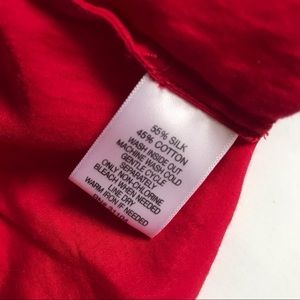 55% SILK
45% COTTON
WASH INSIDE OUT
MACHINE WASH COLD
GENTLE CYCLE
SEPARATELY
ONLY NON-CHLORINE
BLEACH WHEN NEEDED
LINE DRY
WARM IRON IF NEEDED